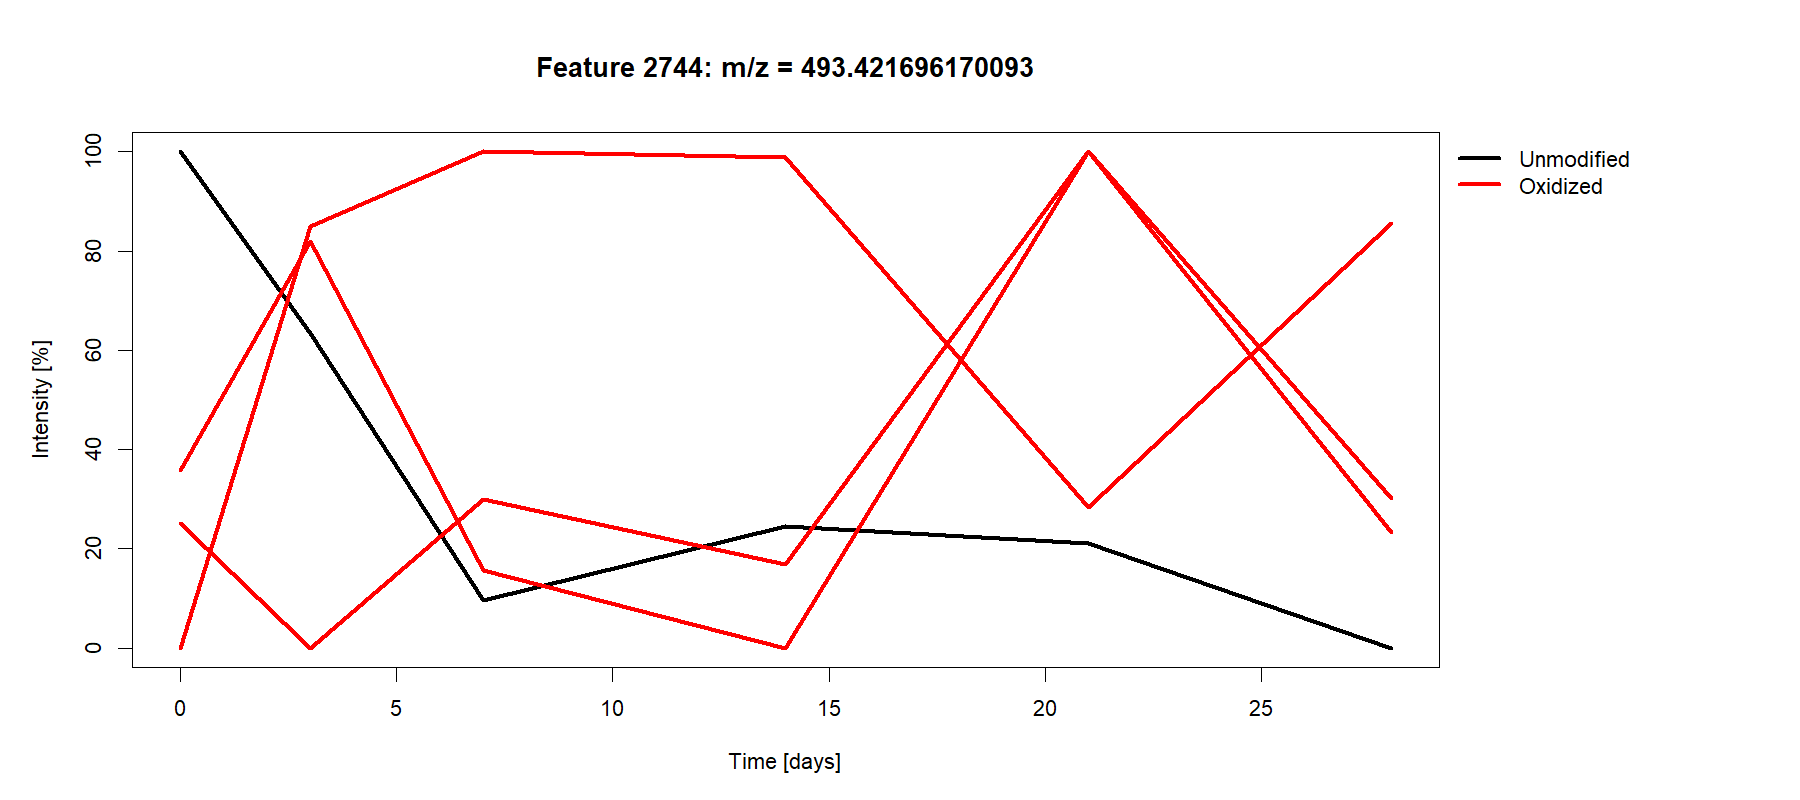 Feature 2744: m/z = 493.421696170093
100
80
60
40
20
0
Intensity [%]
0 5 10 15 20 25
Time [days]
Unmodified
Oxidized